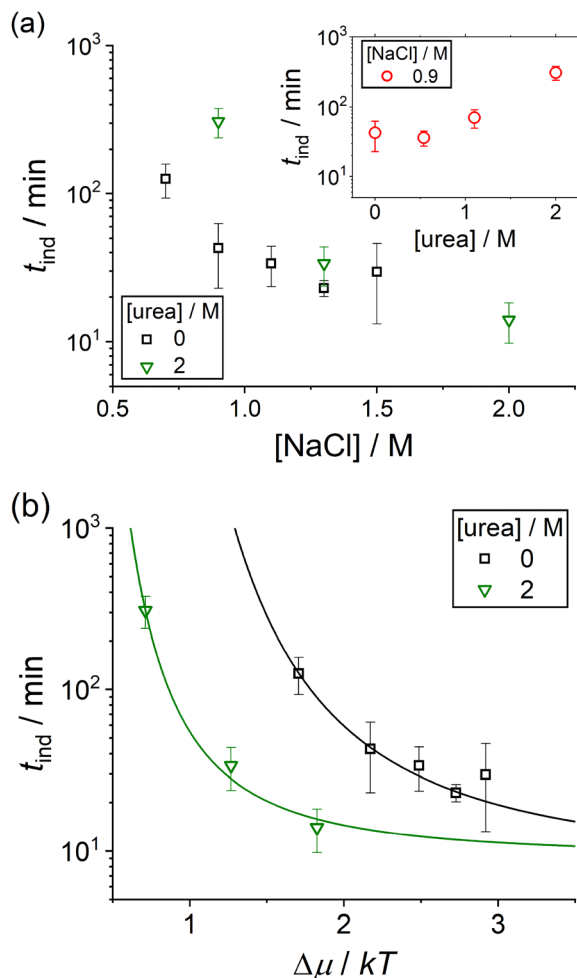 (a)
10³
10²
10¹
t_ind / min
0.5
1.0
1.5
2.0
[NaCl] / M
[urea] / M
0
2
10³
10²
10¹
t_ind / min
0
1
2
[urea] / M
[NaCl] / M
0.9
(b)
10³
10²
10¹
t_ind / min
1
2
3
Δμ / kT
[urea] / M
0
2